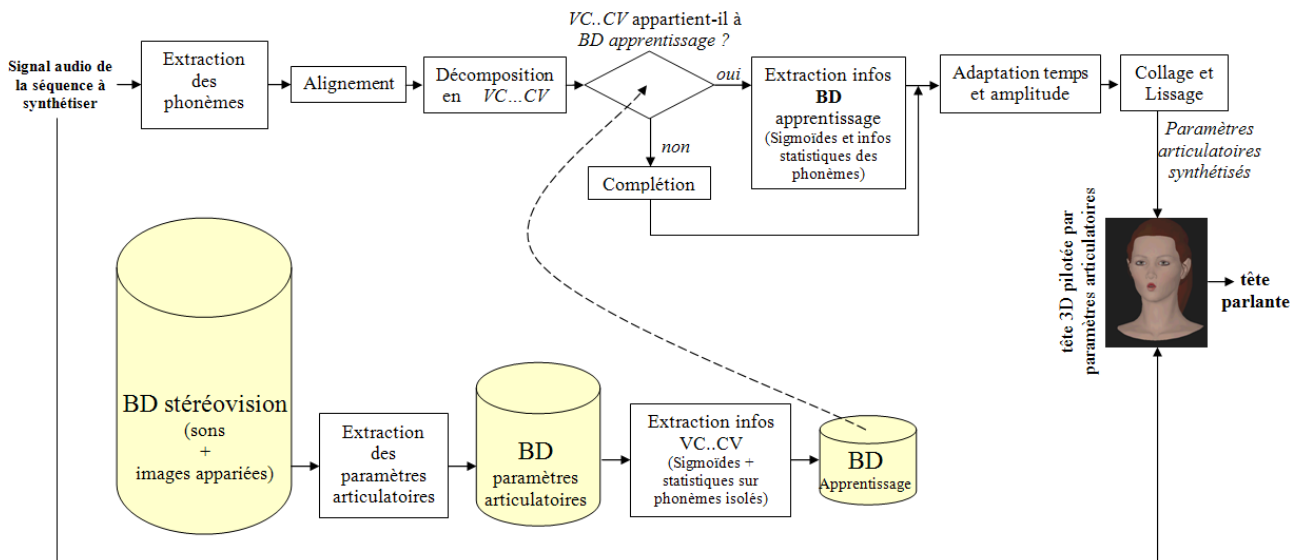 Signal audio de
la séquence à
synthétiser
Extraction
des
phonèmes
Alignement
Décomposition
en VC...CV
VC..CV appartient-il à
BD apprentissage ?
oui
non
Complétion
Extraction infos
BD
apprentissage
(Sigmoïdes et infos
statistiques des
phonèmes)
Adaptation temps
et amplitude
Collage et
Lissage
Paramètres
articulatoires
synthétisés
tête 3D pilotée par
paramètres articulatoires
tête
parlante
BD stéréovision
(sons
+
images appariées)
Extraction
des
paramètres
articulatoires
BD
paramètres
articulatoires
Extraction infos
VC..CV
(Sigmoïdes +
statistiques sur
phonèmes isolés)
BD
Apprentissage